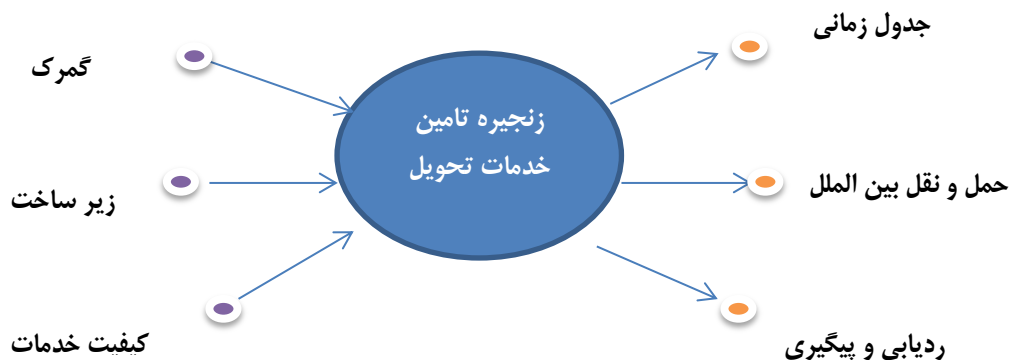 جدول زمانی
گمرک
زنجیره تامین
خدمات تحویل
حمل و نقل بین الملل
زیر ساخت
ردیابی و پیگیری
کیفیت خدمات